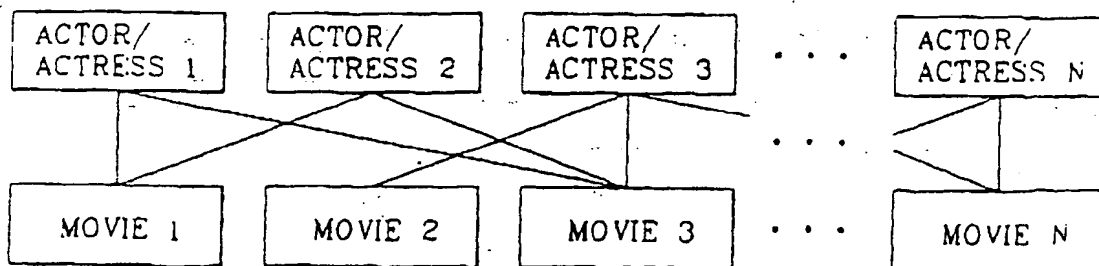 ACTOR/
ACTRESS 1
ACTOR/
ACTRESS 2
ACTOR/
ACTRESS 3
. . .
ACTOR/
ACTRESS N
. . .
MOVIE 1
MOVIE 2
MOVIE 3
. . .
MOVIE N